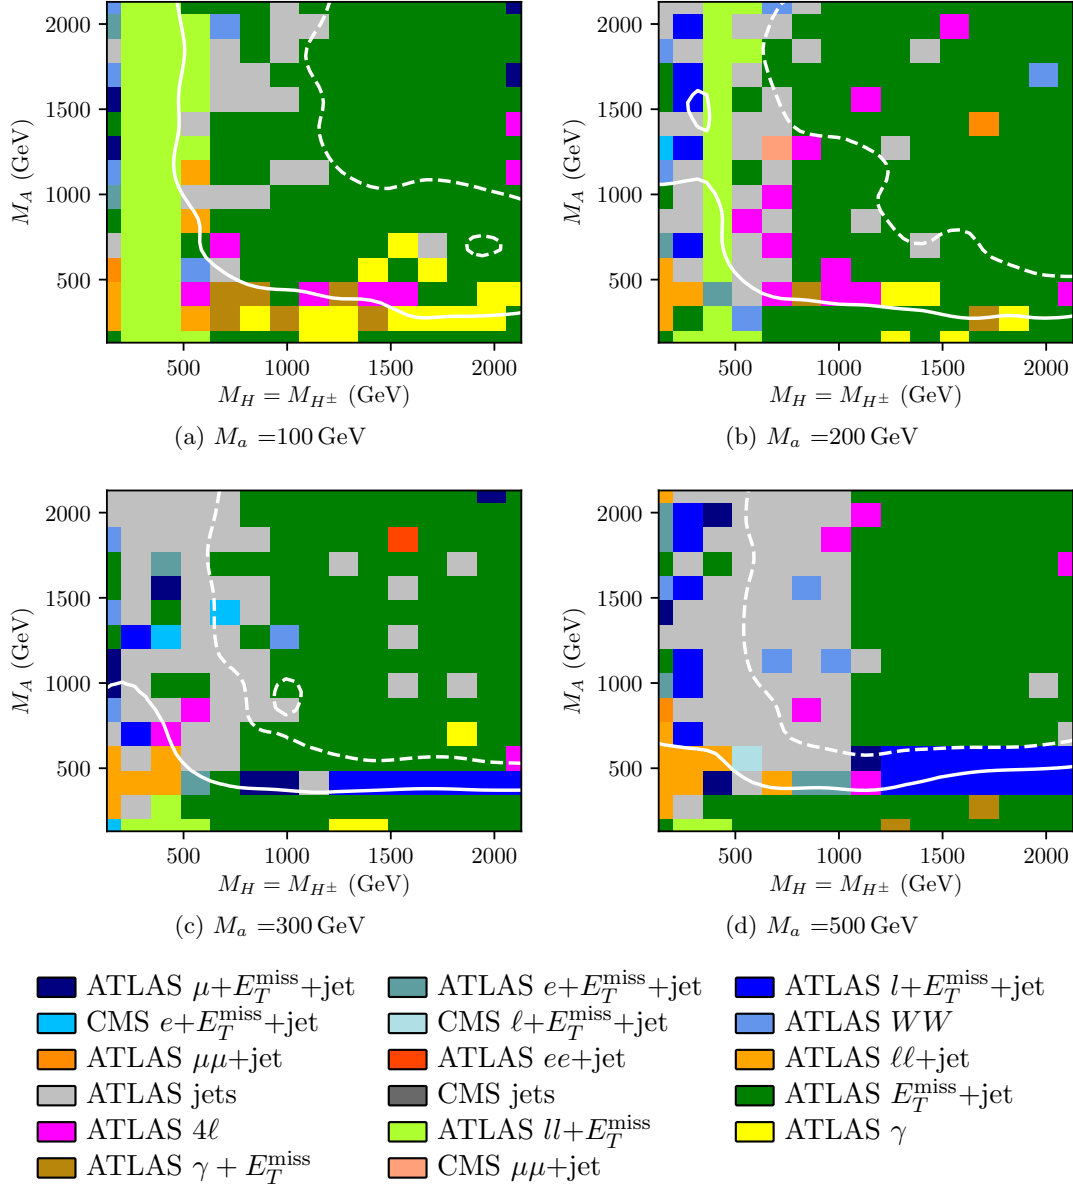 2000
1500
1000
500
M_A (GeV)
500 1000 1500 2000
M_H = M_{H^±} (GeV)
(a) M_a =100 GeV
2000
1500
1000
500
M_A (GeV)
500 1000 1500 2000
M_H = M_{H^±} (GeV)
(b) M_a =200 GeV
2000
1500
1000
500
M_A (GeV)
500 1000 1500 2000
M_H = M_{H^±} (GeV)
(c) M_a =300 GeV
2000
1500
1000
500
M_A (GeV)
500 1000 1500 2000
M_H = M_{H^±} (GeV)
(d) M_a =500 GeV
ATLAS μ+E_T^miss+jet ATLAS e+E_T^miss+jet ATLAS l+E_T^miss+jet
CMS e+E_T^miss+jet CMS ℓ+E_T^miss+jet ATLAS WW
ATLAS μμ+jet ATLAS ee+jet ATLAS ℓℓ+jet
ATLAS jets CMS jets ATLAS E_T^miss+jet
ATLAS 4ℓ ATLAS ll+E_T^miss ATLAS γ
ATLAS γ + E_T^miss CMS μμ+jet